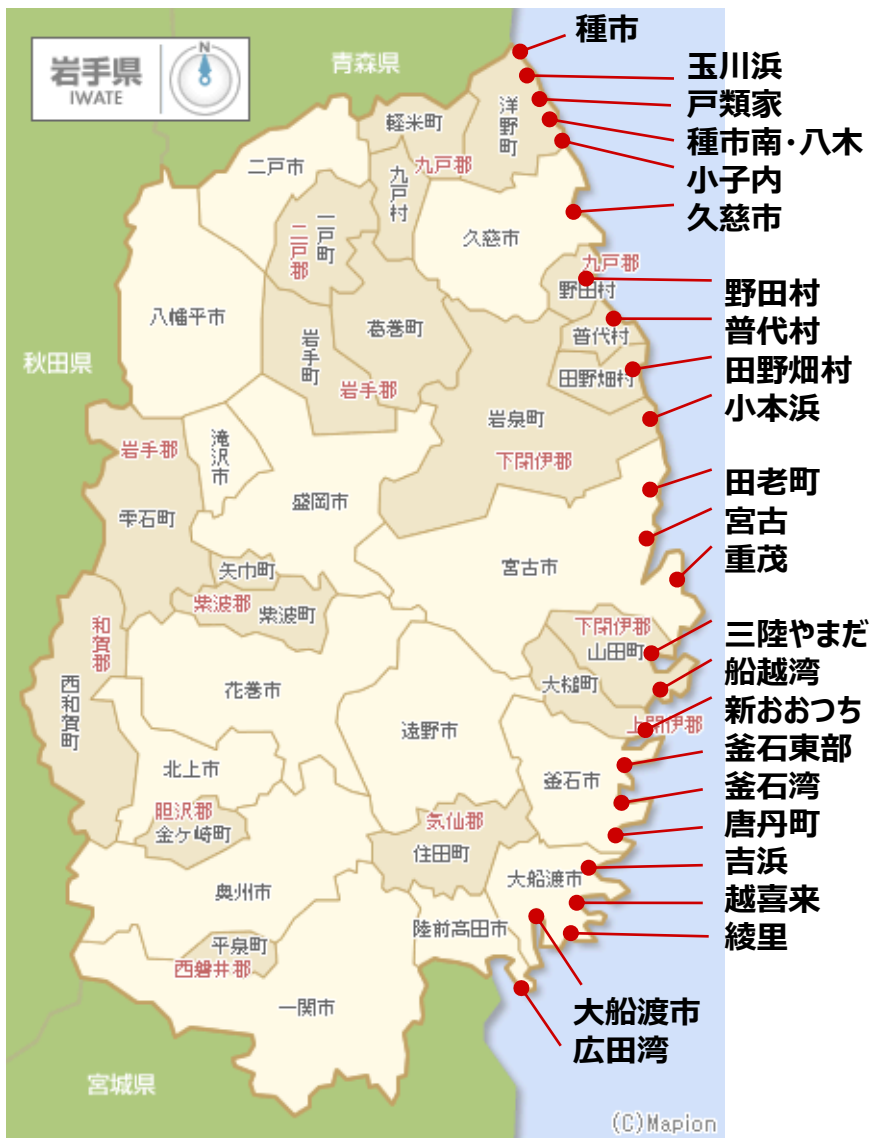 種市
岩手県
IWATE
N
青森県
玉川浜
戸類家
種市南・八木
小子内
久慈市
洋野町
軽米町
九戸郡
二戸市
九戸村
一戸町
二戸郡
久慈市
九戸郡
野田村
野田村
普代村
田野畑村
小本浜
八幡平市
葛巻町
岩手町
普代村
秋田県
田野畑村
岩手郡
岩泉町
岩手郡
滝沢市
下閉伊郡
田老町
宮古
重茂
盛岡市
雫石町
矢巾町
宮古市
紫波郡
紫波町
和賀郡
下閉伊郡
山田町
三陸やまだ
船越湾
新おおつち
釜石東部
釜石湾
唐丹町
吉浜
越喜来
綾里
西和賀町
花巻市
大槌町
遠野市
上閉伊郡
北上市
釜石市
胆沢郡
金ケ崎町
気仙郡
住田町
奥州市
大船渡市
陸前高田市
平泉町
西磐井郡
一関市
大船渡市
広田湾
宮城県
(C)Mapion